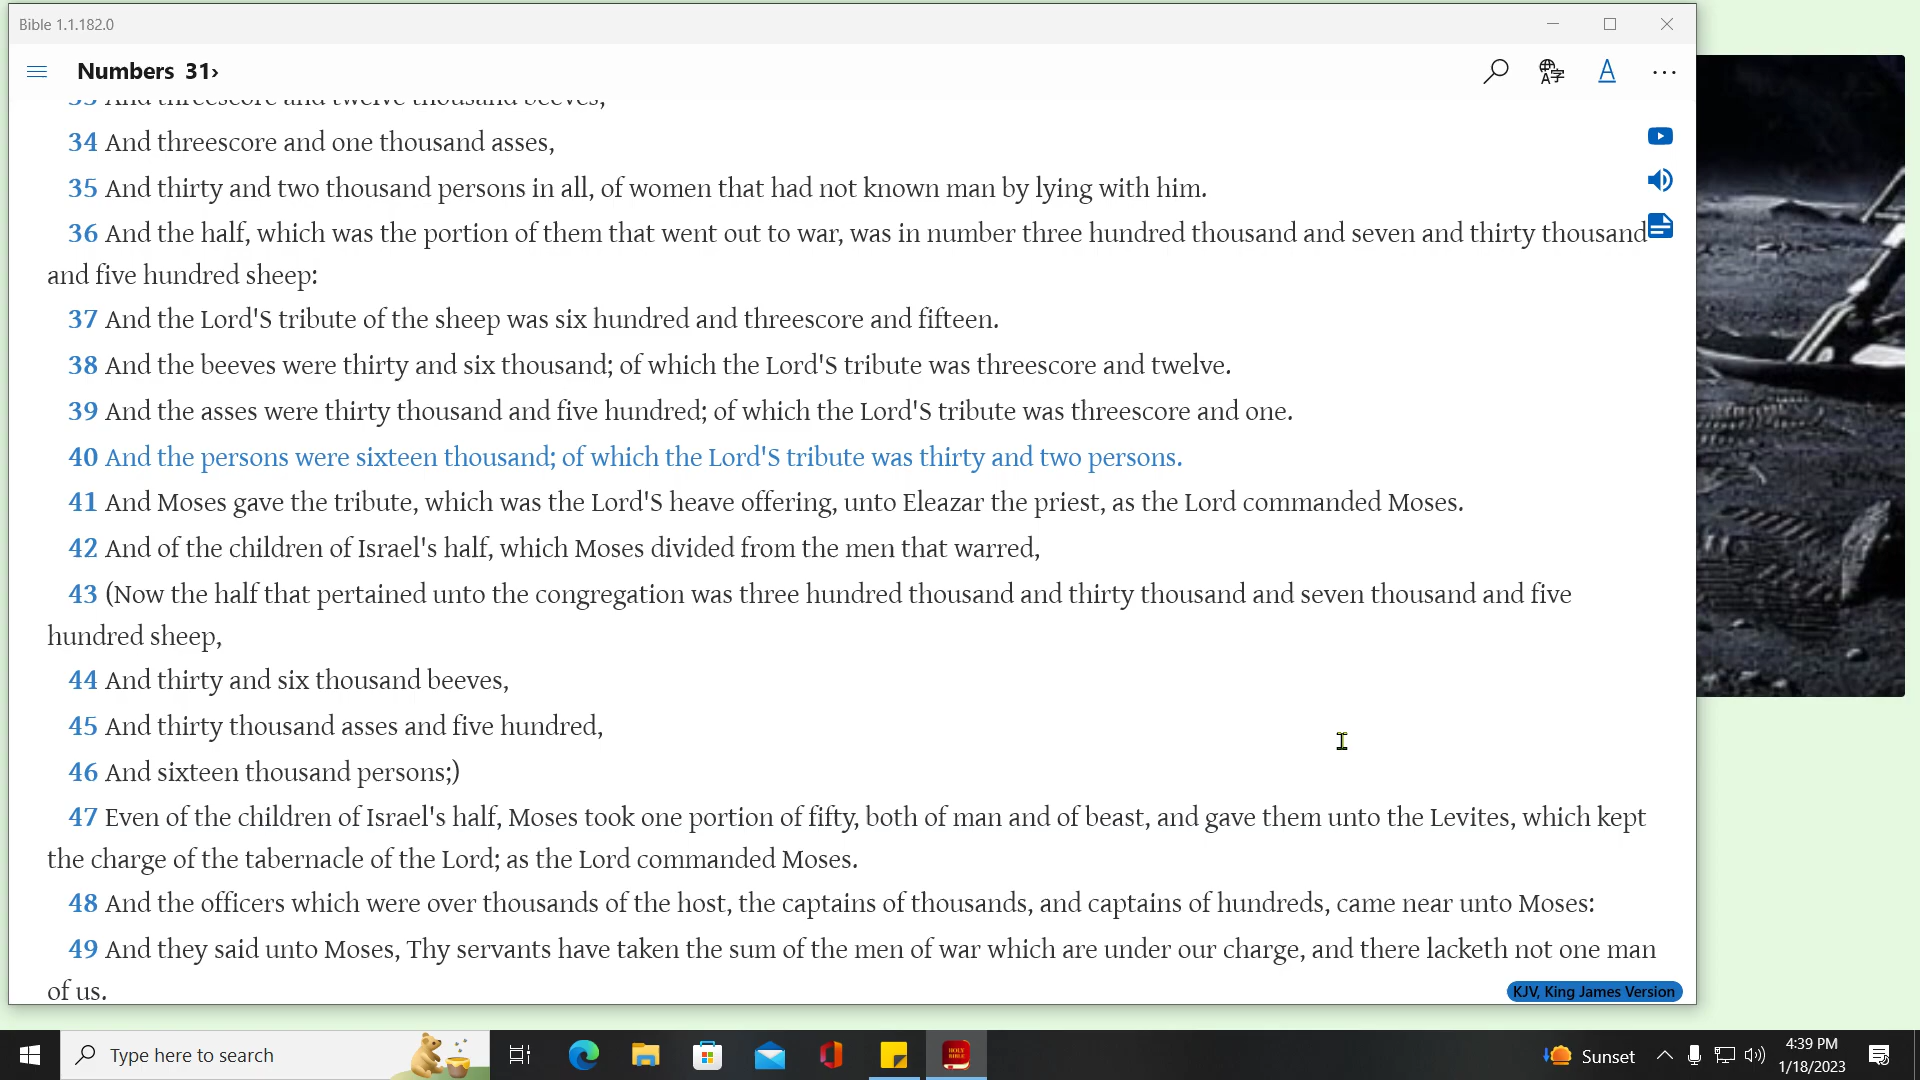 Bible 1.1.182.0
Numbers 31›
33 And threescore and twelve thousand beeves,
34 And threescore and one thousand asses,
35 And thirty and two thousand persons in all, of women that had not known man by lying with him.
36 And the half, which was the portion of them that went out to war, was in number three hundred thousand and seven and thirty thousand
and five hundred sheep:
37 And the Lord'S tribute of the sheep was six hundred and threescore and fifteen.
38 And the beeves were thirty and six thousand; of which the Lord'S tribute was threescore and twelve.
39 And the asses were thirty thousand and five hundred; of which the Lord'S tribute was threescore and one.
40 And the persons were sixteen thousand; of which the Lord'S tribute was thirty and two persons.
41 And Moses gave the tribute, which was the Lord'S heave offering, unto Eleazar the priest, as the Lord commanded Moses.
42 And of the children of Israel's half, which Moses divided from the men that warred,
43 (Now the half that pertained unto the congregation was three hundred thousand and thirty thousand and seven thousand and five
hundred sheep,
44 And thirty and six thousand beeves,
45 And thirty thousand asses and five hundred,
46 And sixteen thousand persons;)
47 Even of the children of Israel's half, Moses took one portion of fifty, both of man and of beast, and gave them unto the Levites, which kept
the charge of the tabernacle of the Lord; as the Lord commanded Moses.
48 And the officers which were over thousands of the host, the captains of thousands, and captains of hundreds, came near unto Moses:
49 And they said unto Moses, Thy servants have taken the sum of the men of war which are under our charge, and there lacketh not one man
of us.
KJV, King James Version
Type here to search
HOLY BIBLE
Sunset
4:39 PM
1/18/2023